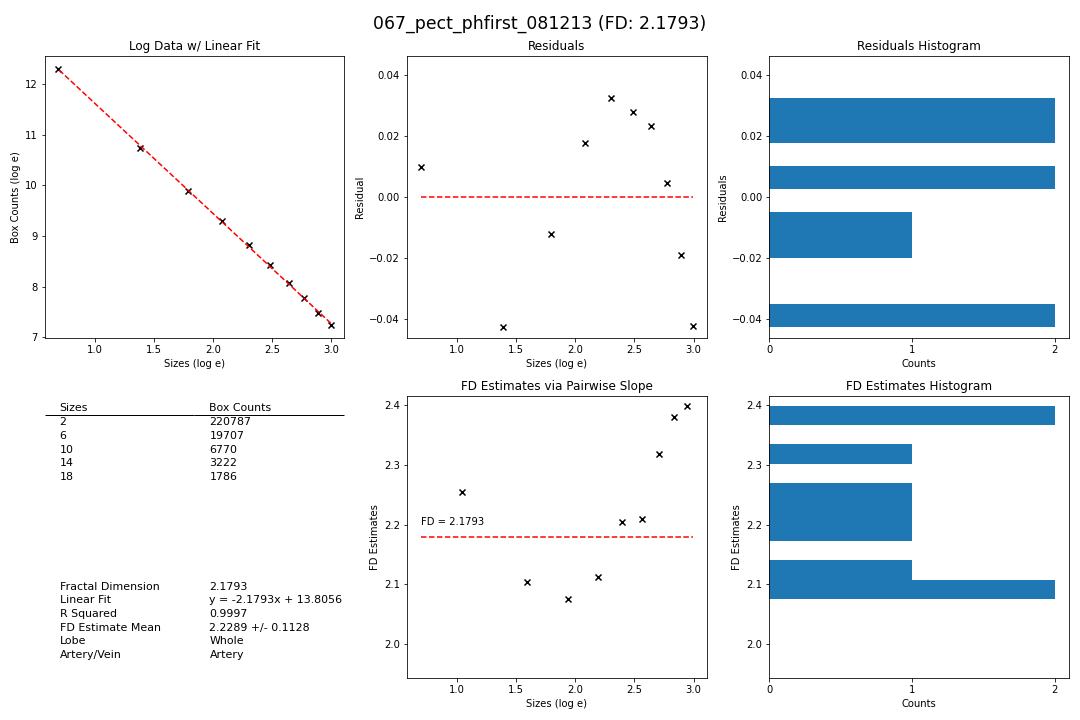 067_pect_phfirst_081213 (FD: 2.1793)
Log Data w/ Linear Fit
Box Counts (log e)
12
11
10
9
8
7
1.0 1.5 2.0 2.5 3.0
Sizes (log e)
Residuals
Residual
0.04
0.02
0.00
−0.02
−0.04
1.0 1.5 2.0 2.5 3.0
Sizes (log e)
Residuals Histogram
Residuals
0.04
0.02
0.00
−0.02
−0.04
0 1 2
Counts
Sizes Box Counts
2 220787
6 19707
10 6770
14 3222
18 1786
Fractal Dimension 2.1793
Linear Fit y = -2.1793x + 13.8056
R Squared 0.9997
FD Estimate Mean 2.2289 +/- 0.1128
Lobe Whole
Artery/Vein Artery
FD Estimates via Pairwise Slope
FD Estimates
2.4
2.3
2.2
2.1
2.0
FD = 2.1793
1.0 1.5 2.0 2.5 3.0
Sizes (log e)
FD Estimates Histogram
FD Estimates
2.4
2.3
2.2
2.1
2.0
0 1 2
Counts